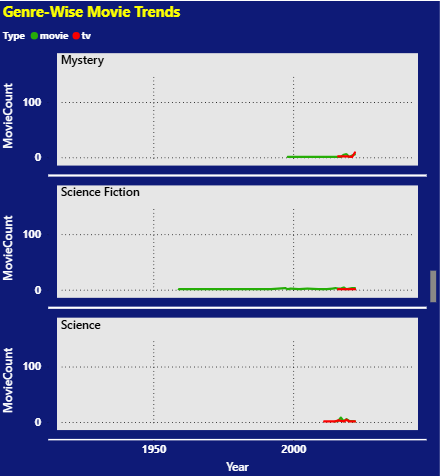 Genre-Wise Movie Trends
Type movie tv
Mystery
MovieCount
100
0
Science Fiction
MovieCount
100
0
Science
MovieCount
100
0
1950 2000
Year